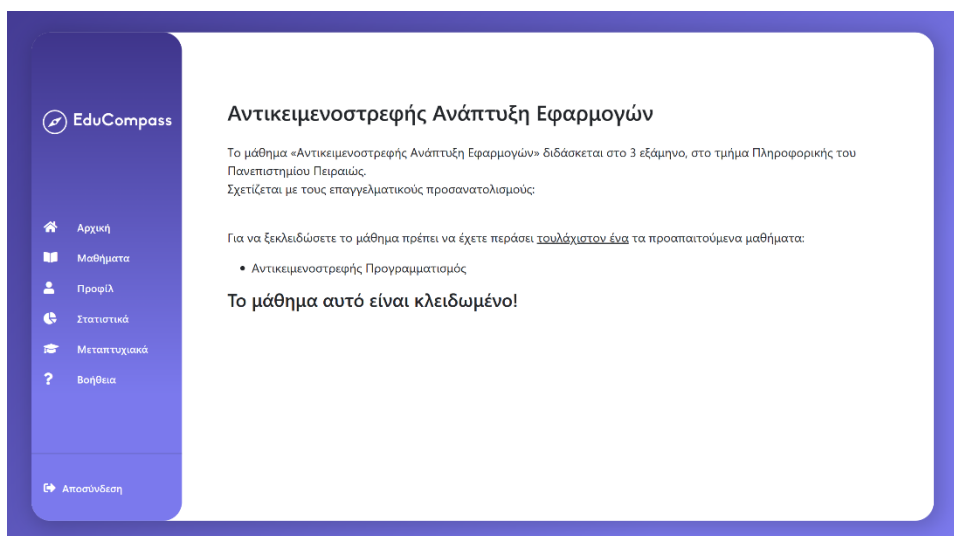 EduCompass
Αρχική
Μαθήματα
Προφίλ
Στατιστικά
Μεταπτυχιακά
Βοήθεια
Αποσύνδεση
Αντικειμενοστρεφής Ανάπτυξη Εφαρμογών
Το μάθημα «Αντικειμενοστρεφής Ανάπτυξη Εφαρμογών» διδάσκεται στο 3 εξάμηνο, στο τμήμα Πληροφορικής του
Πανεπιστημίου Πειραιώς.
Σχετίζεται με τους επαγγελματικούς προσανατολισμούς:
Για να ξεκλειδώσετε το μάθημα πρέπει να έχετε περάσει τουλάχιστον ένα τα προαπαιτούμενα μαθήματα:
• Αντικειμενοστρεφής Προγραμματισμός
Το μάθημα αυτό είναι κλειδωμένο!